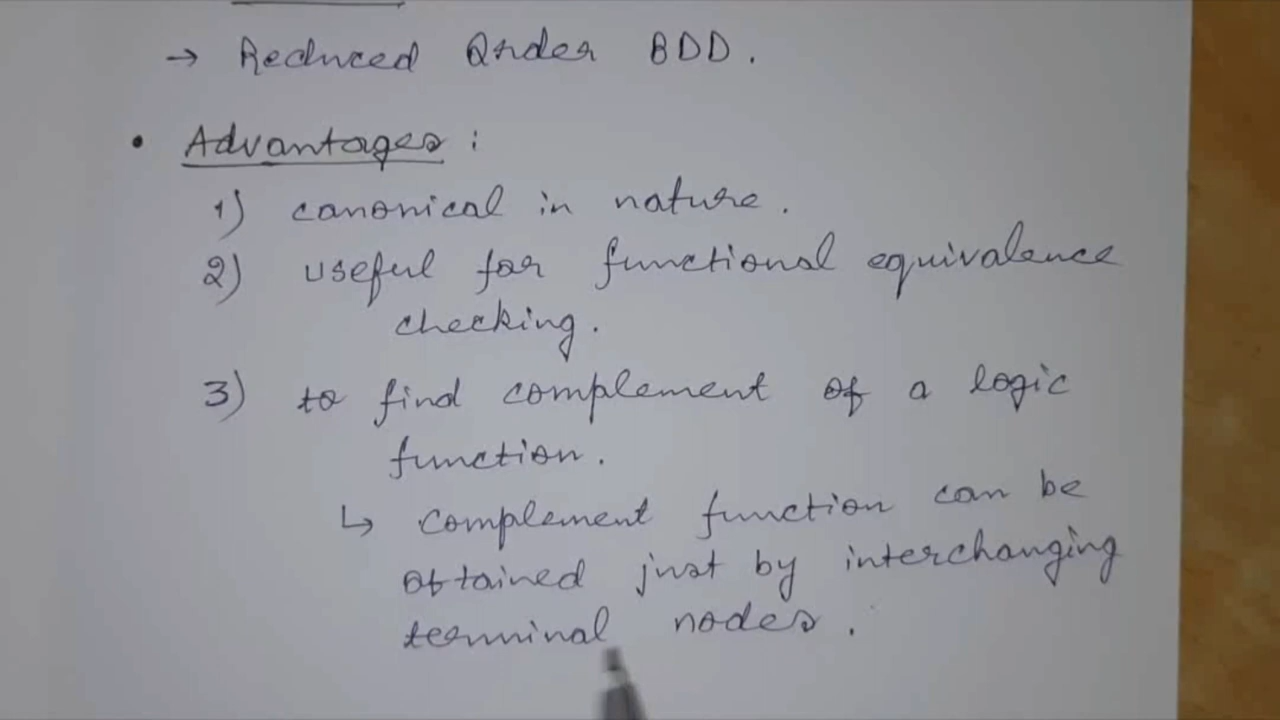 → Reduced Order BDD.
• Advantages :
1) canonical in nature.
2) useful for functional equivalence
checking.
3) to find complement of a logic
function.
↳ complement function can be
obtained just by interchanging
terminal nodes.